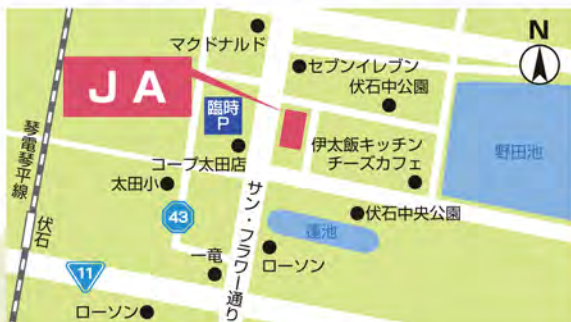 マクドナルド
N
セブンイレブン
JA
伏石中公園
臨時
P
伊太飯キッチン
チーズカフェ
野田池
琴電琴平線
コープ太田店
太田小
サン・フラワー通り
43
伏石中央公園
蓮池
伏石
一竜
ローソン
11
ローソン